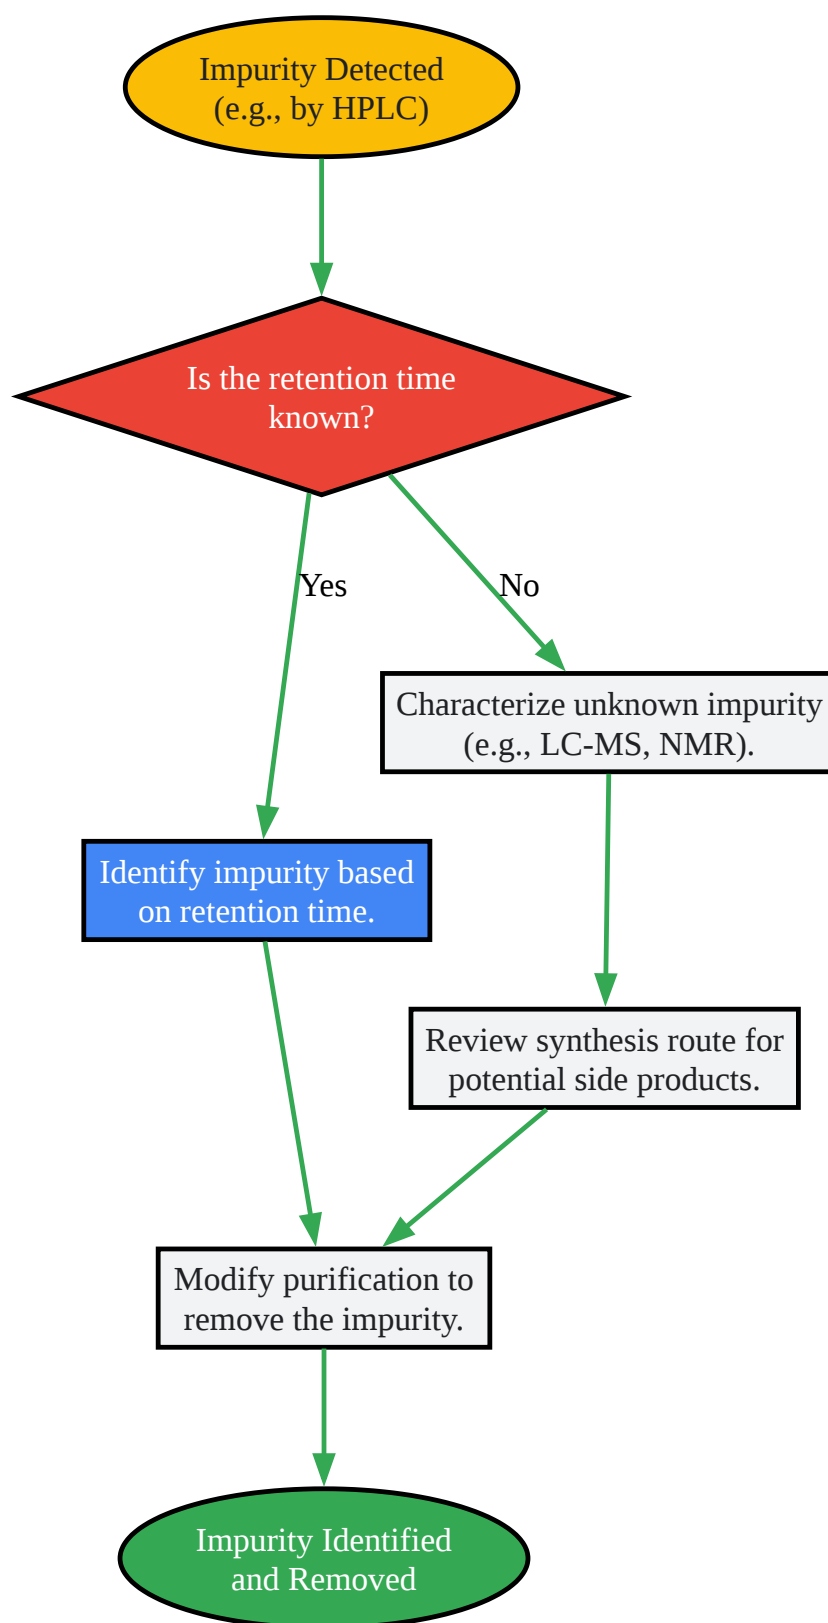 Impurity Detected
(e.g., by HPLC)
Is the retention time
known?
Yes
No
Characterize unknown impurity
(e.g., LC-MS, NMR).
Identify impurity based
on retention time.
Review synthesis route for
potential side products.
Modify purification to
remove the impurity.
Impurity Identified
and Removed